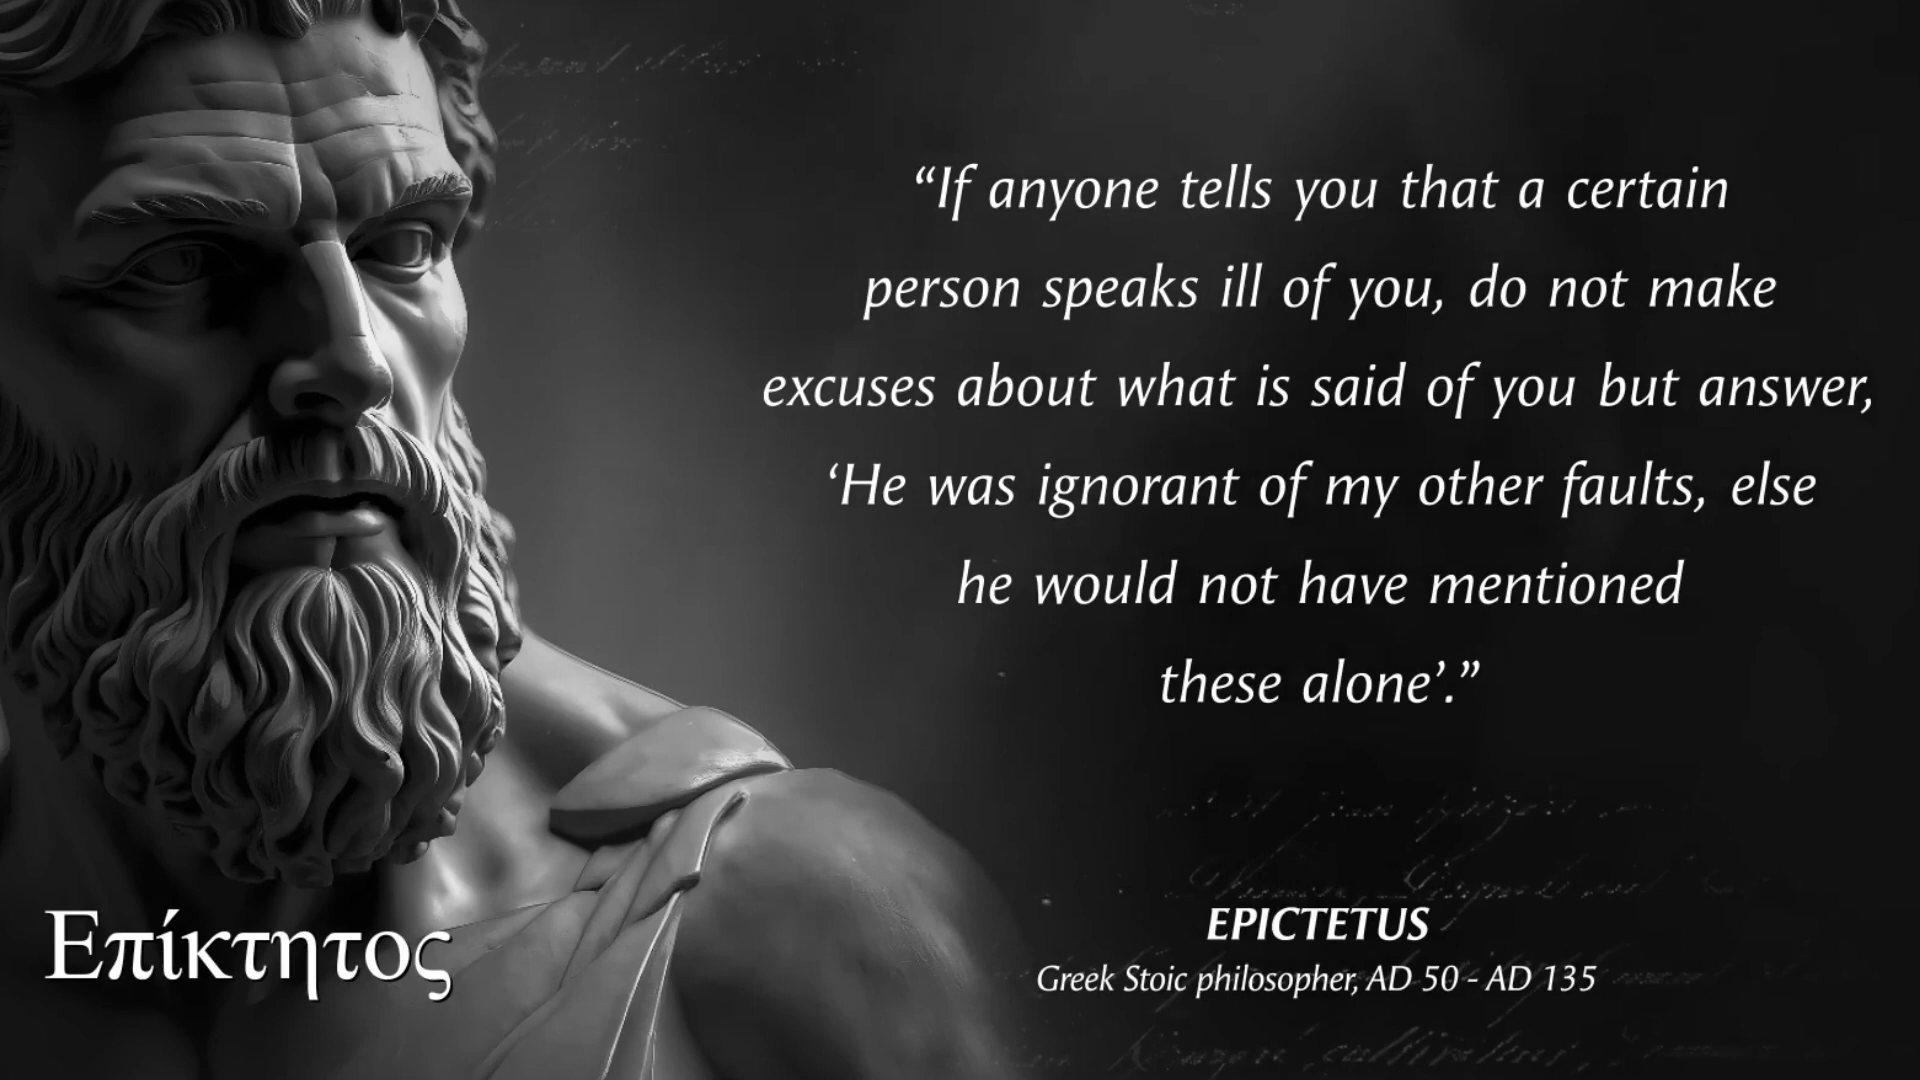 “If anyone tells you that a certain
person speaks ill of you, do not make
excuses about what is said of you but answer,
‘He was ignorant of my other faults, else
he would not have mentioned
these alone’.”
Επίκτητος
EPICTETUS
Greek Stoic philosopher, AD 50 - AD 135